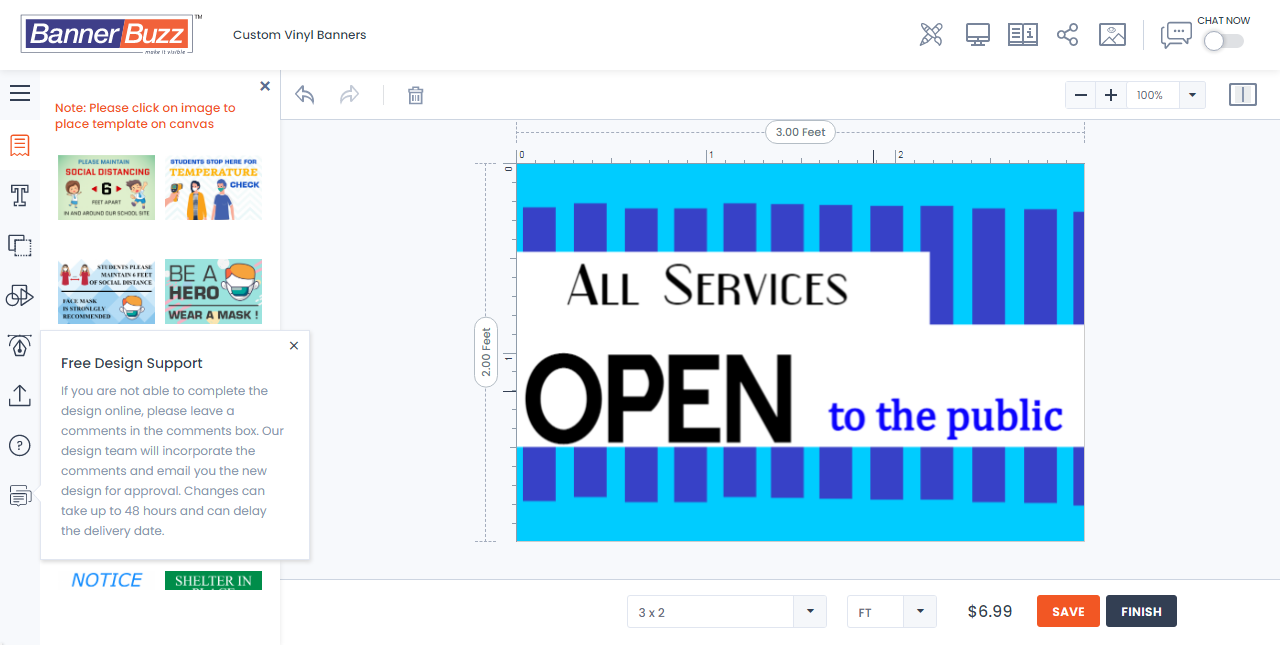 BannerBuzz™
make it visible
Custom Vinyl Banners
CHAT NOW
Note: Please click on image to
place template on canvas
100%
3.00 Feet
0 1 2
0
1
2.00 Feet
PLEASE MAINTAIN
SOCIAL DISTANCING
6
FEET APART
IN AND AROUND OUR SCHOOL SITE
STUDENTS STOP HERE FOR
TEMPERATURE
CHECK
STUDENTS PLEASE
MAINTAIN 6 FEET
OF SOCIAL DISTANCE
FACE MASK
IS STRONLGLY
RECOMMENDED
BE A
HERO
WEAR A MASK !
Free Design Support
If you are not able to complete the
design online, please leave a
comments in the comments box. Our
design team will incorporate the
comments and email you the new
design for approval. Changes can
take up to 48 hours and can delay
the delivery date.
NOTICE
SHELTER IN
PLACE
ALL SERVICES
OPEN
to the public
3 x 2
FT
$6.99
SAVE
FINISH